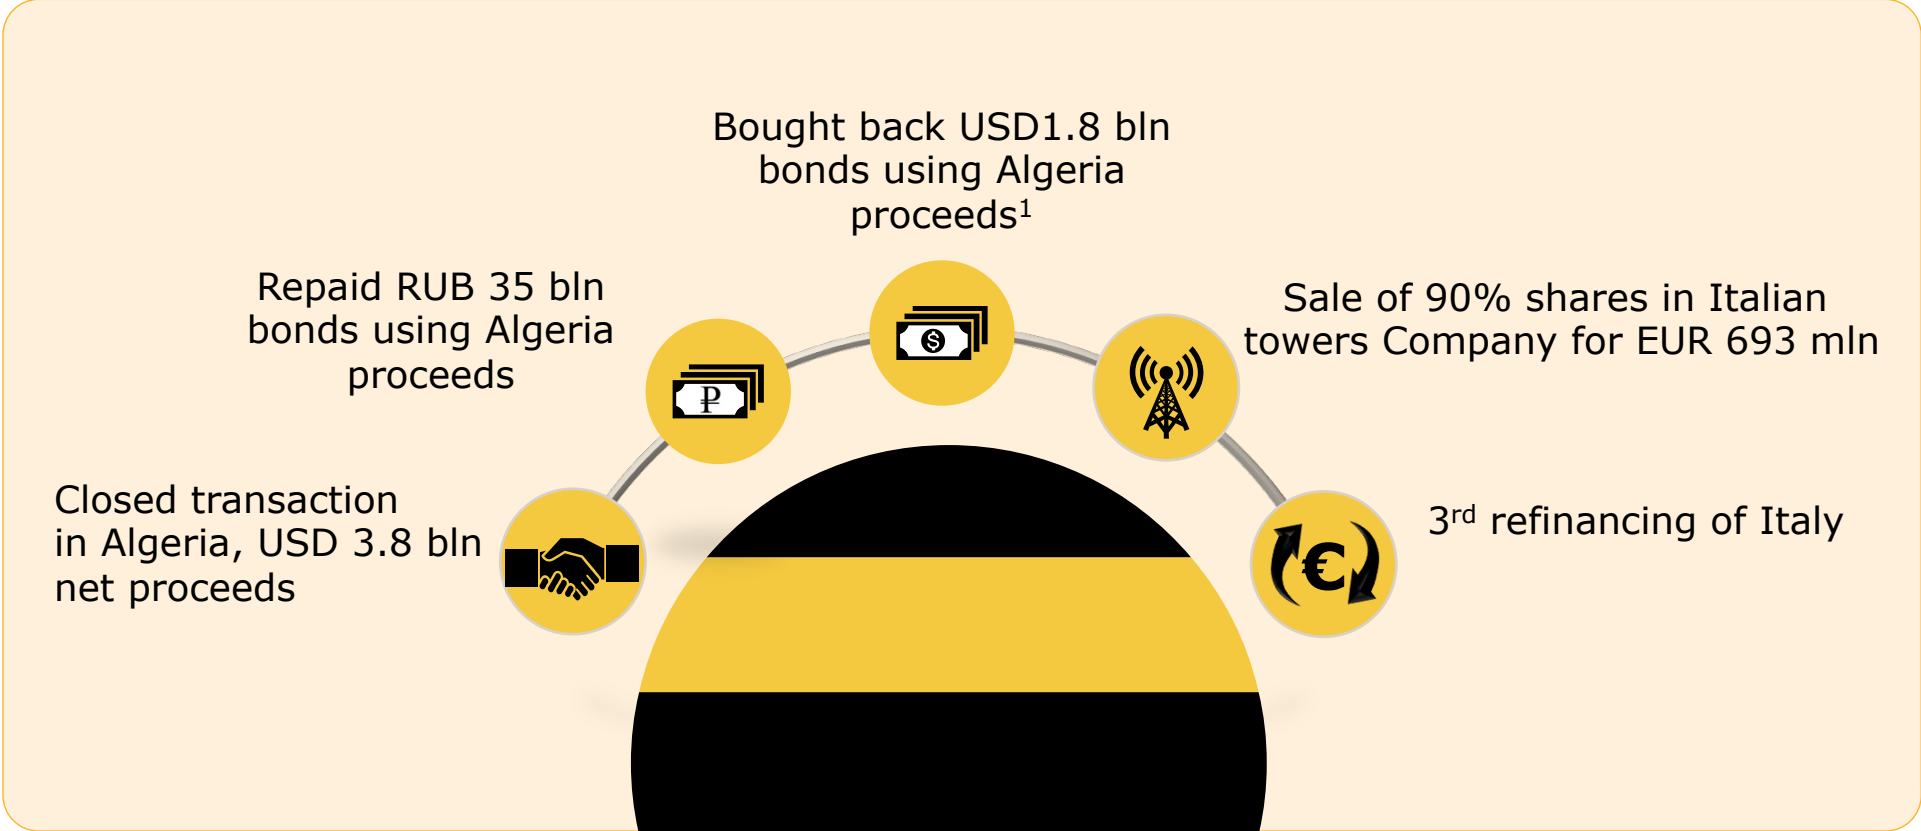 Bought back USD1.8 bln
bonds using Algeria
proceeds¹
Repaid RUB 35 bln
bonds using Algeria
proceeds
Sale of 90% shares in Italian
towers Company for EUR 693 mln
Closed transaction
in Algeria, USD 3.8 bln
net proceeds
3rd refinancing of Italy
₽
$
€